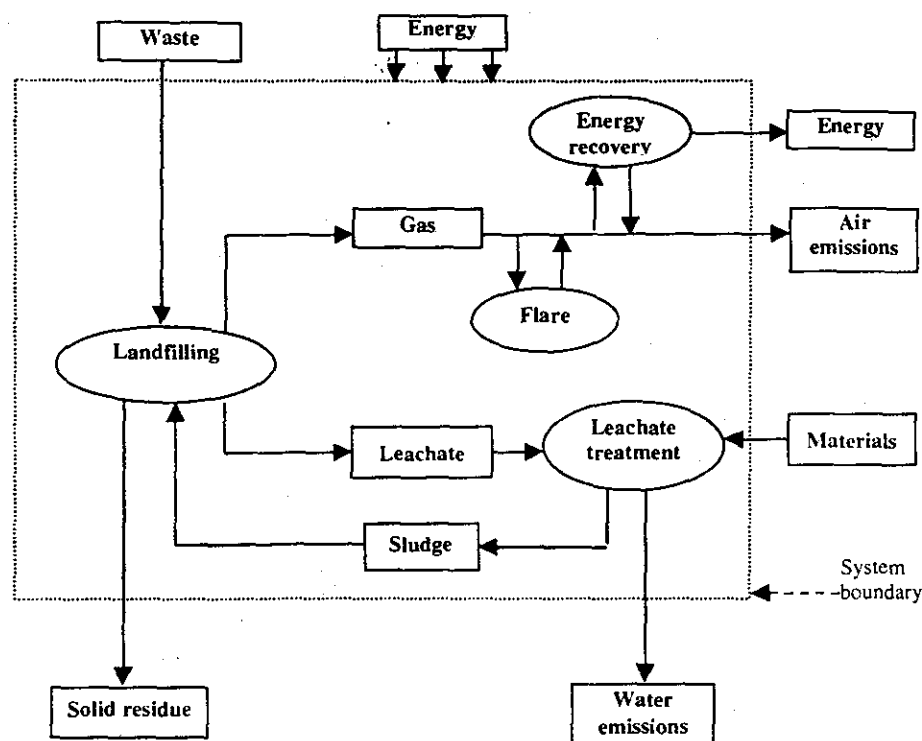 Waste
Energy
Energy
recovery
Energy
Gas
Air
emissions
Flare
Landfilling
Leachate
Leachate
treatment
Materials
Sludge
System
boundary
Solid residue
Water
emissions